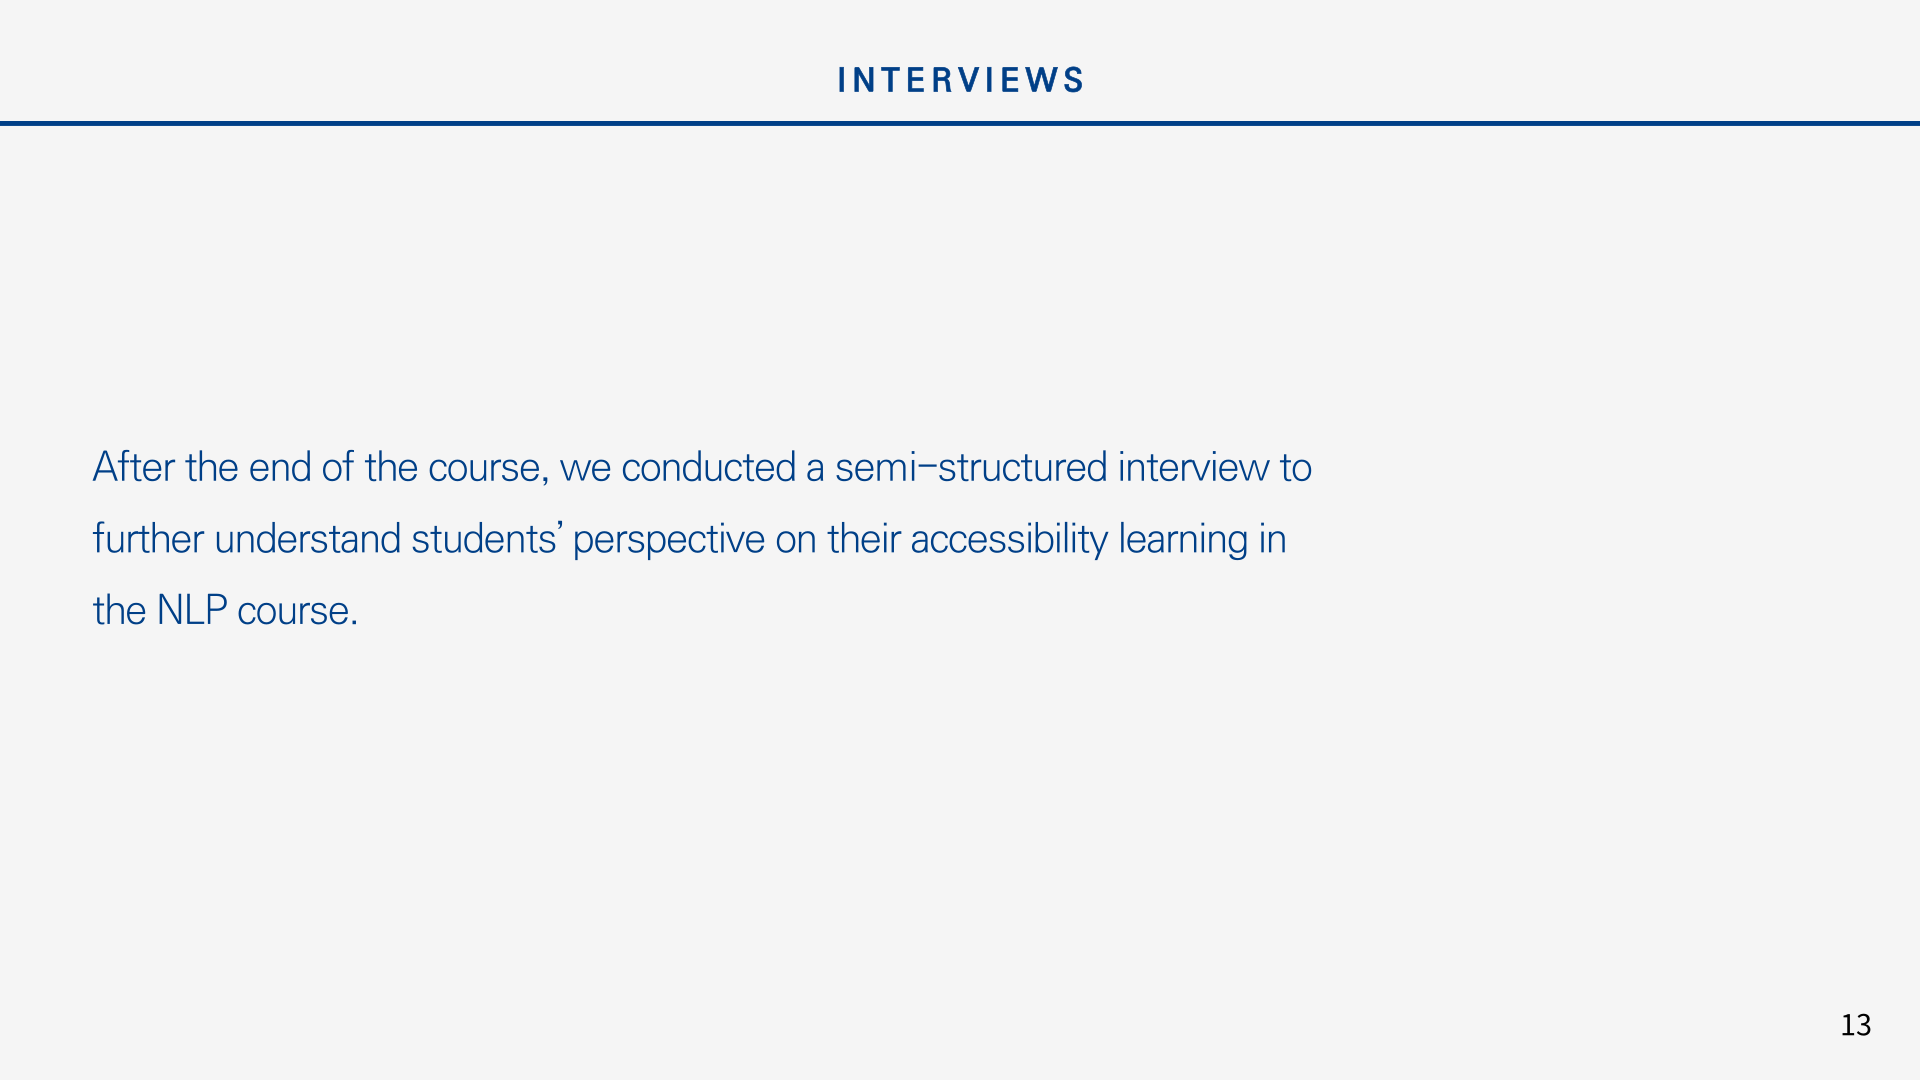 INTERVIEWS
After the end of the course, we conducted a semi-structured interview to
further understand students’ perspective on their accessibility learning in
the NLP course.
13